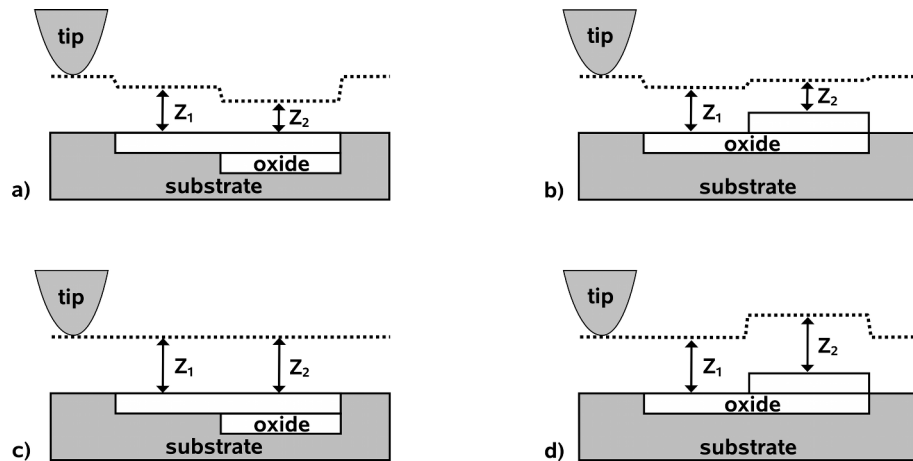 tip
Z₁
Z₂
oxide
substrate
a)
tip
Z₁
Z₂
oxide
substrate
b)
tip
Z₁
Z₂
oxide
substrate
c)
tip
Z₁
Z₂
oxide
substrate
d)